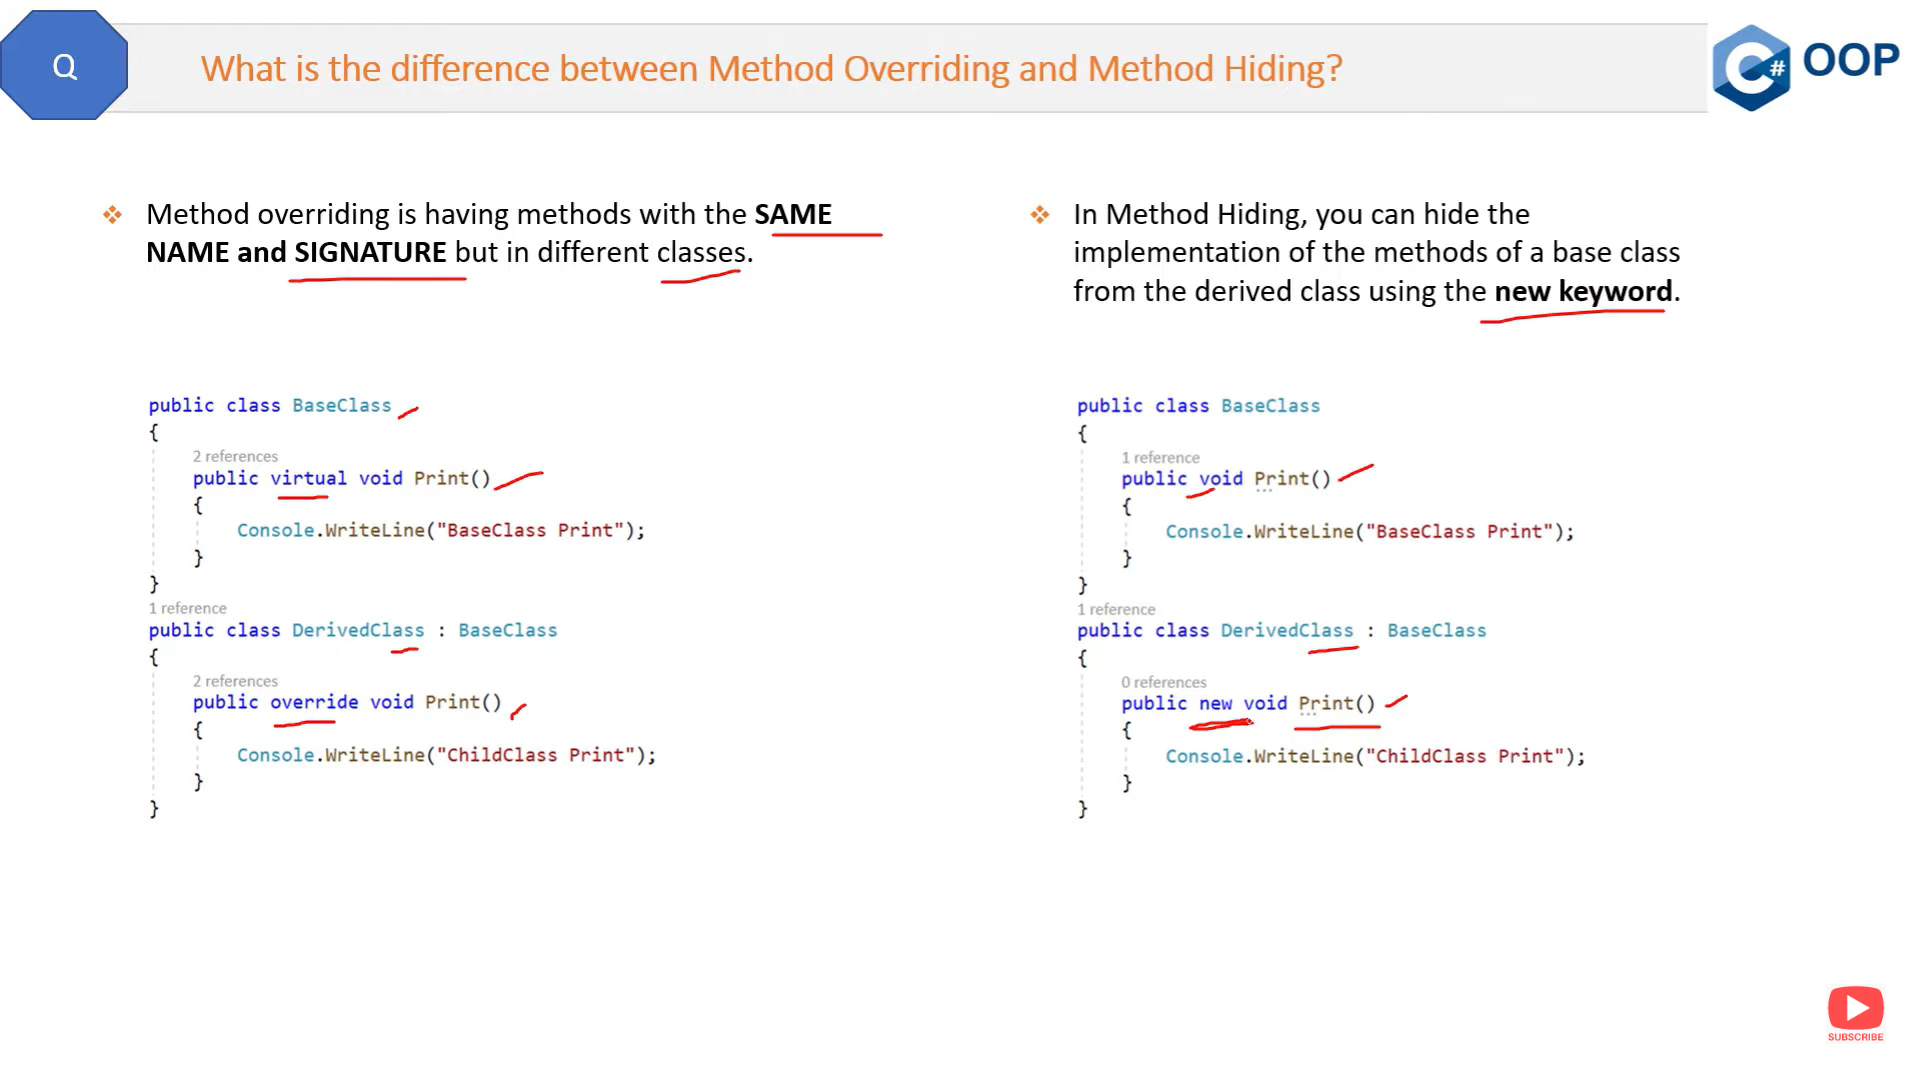 Q
What is the difference between Method Overriding and Method Hiding?
C# OOP
❖ Method overriding is having methods with the SAME
NAME and SIGNATURE but in different classes.
public class BaseClass
{
2 references
public virtual void Print()
{
Console.WriteLine("BaseClass Print");
}
}
1 reference
public class DerivedClass : BaseClass
{
2 references
public override void Print()
{
Console.WriteLine("ChildClass Print");
}
}
❖ In Method Hiding, you can hide the
implementation of the methods of a base class
from the derived class using the new keyword.
public class BaseClass
{
1 reference
public void Print()
{
Console.WriteLine("BaseClass Print");
}
}
1 reference
public class DerivedClass : BaseClass
{
0 references
public new void Print()
{
Console.WriteLine("ChildClass Print");
}
}
SUBSCRIBE